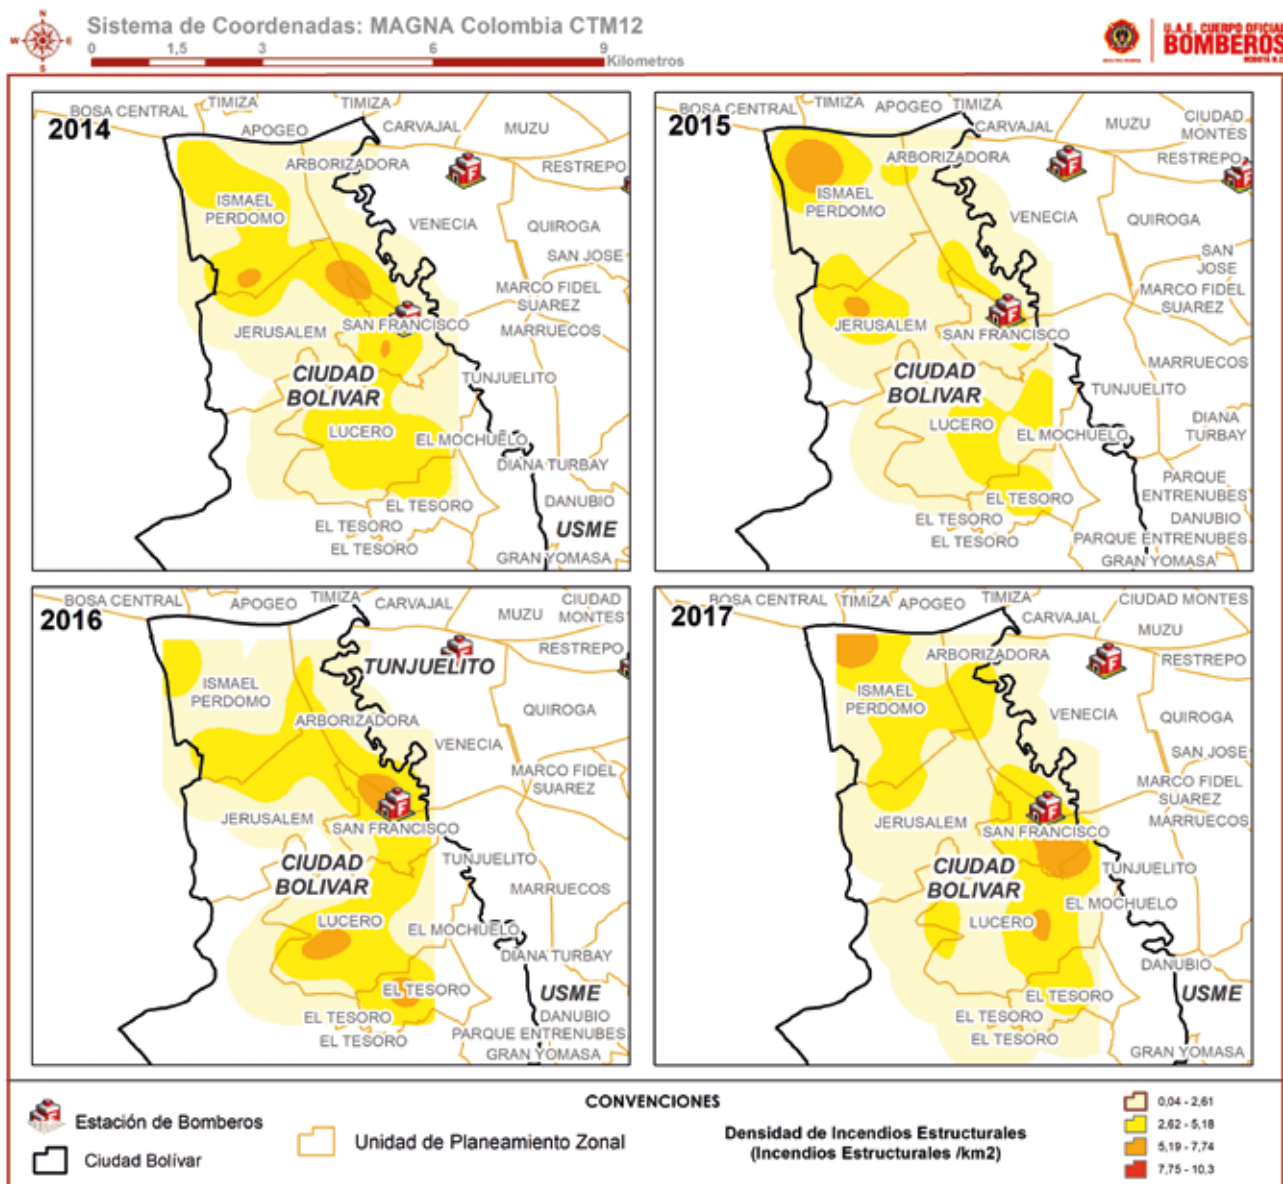 Sistema de Coordenadas: MAGNA Colombia CTM12
0 1,5 3 6 9
Kilometros
N
W E
S
U.A.E. CUERPO OFICIAL
BOMBEROS
BOGOTÁ D.C.
2014
BOSA CENTRAL
TIMIZA
TIMIZA
APOGEO
CARVAJAL
MUZU
ARBORIZADORA
RESTREPO
ISMAEL
PERDOMO
VENECIA
QUIROGA
SAN JOSE
MARCO FIDEL
SUAREZ
JERUSALEM
SAN FRANCISCO
MARRUECOS
CIUDAD
BOLIVAR
TUNJUELITO
LUCERO
EL MOCHUELO
DIANA TURBAY
EL TESORO
DANUBIO
EL TESORO
USME
EL TESORO
GRAN YOMASA
2015
BOSA CENTRAL
TIMIZA
APOGEO
TIMIZA
CARVAJAL
MUZU
CIUDAD
MONTES
ARBORIZADORA
RESTREPO
ISMAEL
PERDOMO
VENECIA
QUIROGA
SAN
JOSE
MARCO FIDEL
SUAREZ
JERUSALEM
SAN FRANCISCO
MARRUECOS
CIUDAD
BOLIVAR
TUNJUELITO
LUCERO
EL MOCHUELO
DIANA
TURBAY
PARQUE
ENTRENUBES
EL TESORO
EL TESORO
DANUBIO
EL TESORO
PARQUE ENTRENUBES
GRAN YOMASA
2016
BOSA CENTRAL
APOGEO
TIMIZA
CARVAJAL
MUZU
CIUDAD
MONTES
RESTREPO
TUNJUELITO
ISMAEL
PERDOMO
ARBORIZADORA
QUIROGA
VENECIA
MARCO FIDEL
SUAREZ
JERUSALEM
SAN FRANCISCO
CIUDAD
BOLIVAR
TUNJUELITO
MARRUECOS
LUCERO
EL MOCHUELO
DIANA TURBAY
EL TESORO
USME
EL TESORO
DANUBIO
EL TESORO
PARQUE ENTRENUBES
GRAN YOMASA
2017
BOSA CENTRAL
TIMIZA
APOGEO
TIMIZA
CIUDAD MONTES
CARVAJAL
MUZU
ARBORIZADORA
RESTREPO
ISMAEL
PERDOMO
VENECIA
QUIROGA
SAN JOSE
MARCO FIDEL
SUAREZ
JERUSALEM
SAN FRANCISCO
MARRUECOS
CIUDAD
BOLIVAR
TUNJUELITO
LUCERO
EL MOCHUELO
DANUBIO
EL TESORO
USME
EL TESORO
EL TESORO
GRAN YOMASA
CONVENCIONES
Estación de Bomberos
Ciudad Bolívar
Unidad de Planeamiento Zonal
Densidad de Incendios Estructurales
(Incendios Estructurales /km2)
0,04 - 2,61
2,62 - 5,18
5,19 - 7,74
7,75 - 10,3